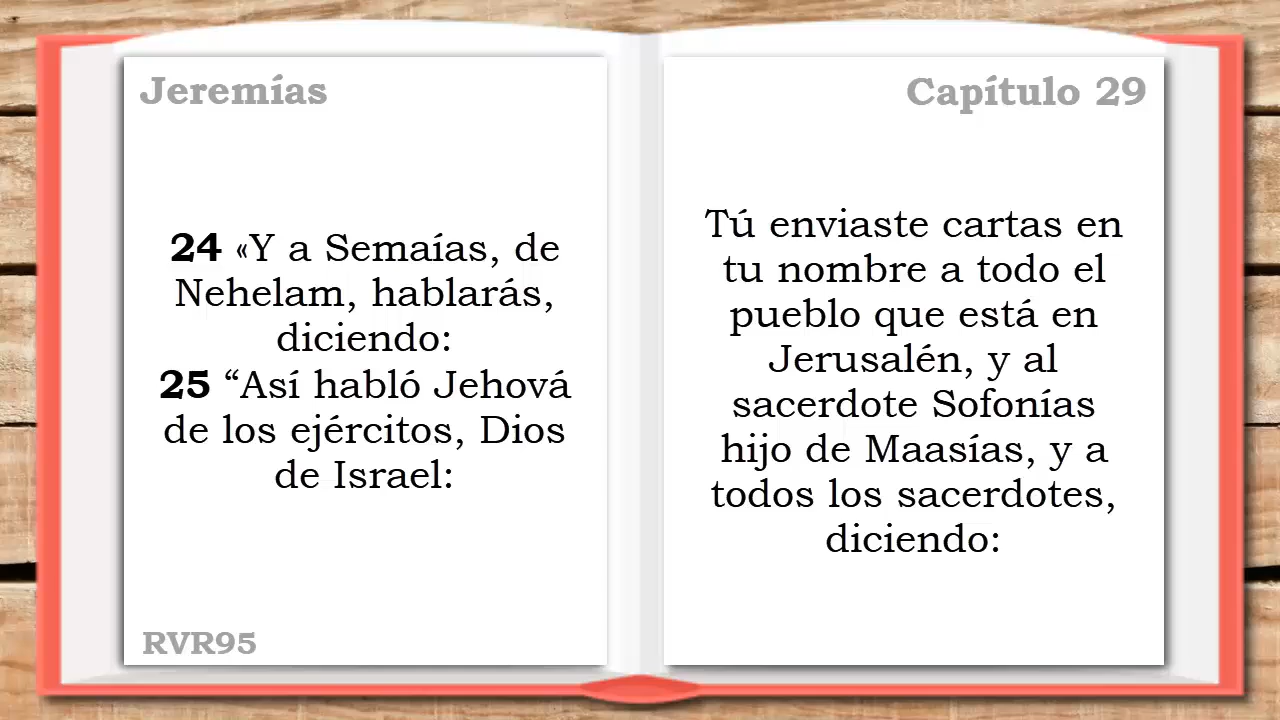 Jeremías
24 «Y a Semaías, de
Nehelam, hablarás,
diciendo:
25 “Así habló Jehová
de los ejércitos, Dios
de Israel:
RVR95
Capítulo 29
Tú enviaste cartas en
tu nombre a todo el
pueblo que está en
Jerusalén, y al
sacerdote Sofonías
hijo de Maasías, y a
todos los sacerdotes,
diciendo: